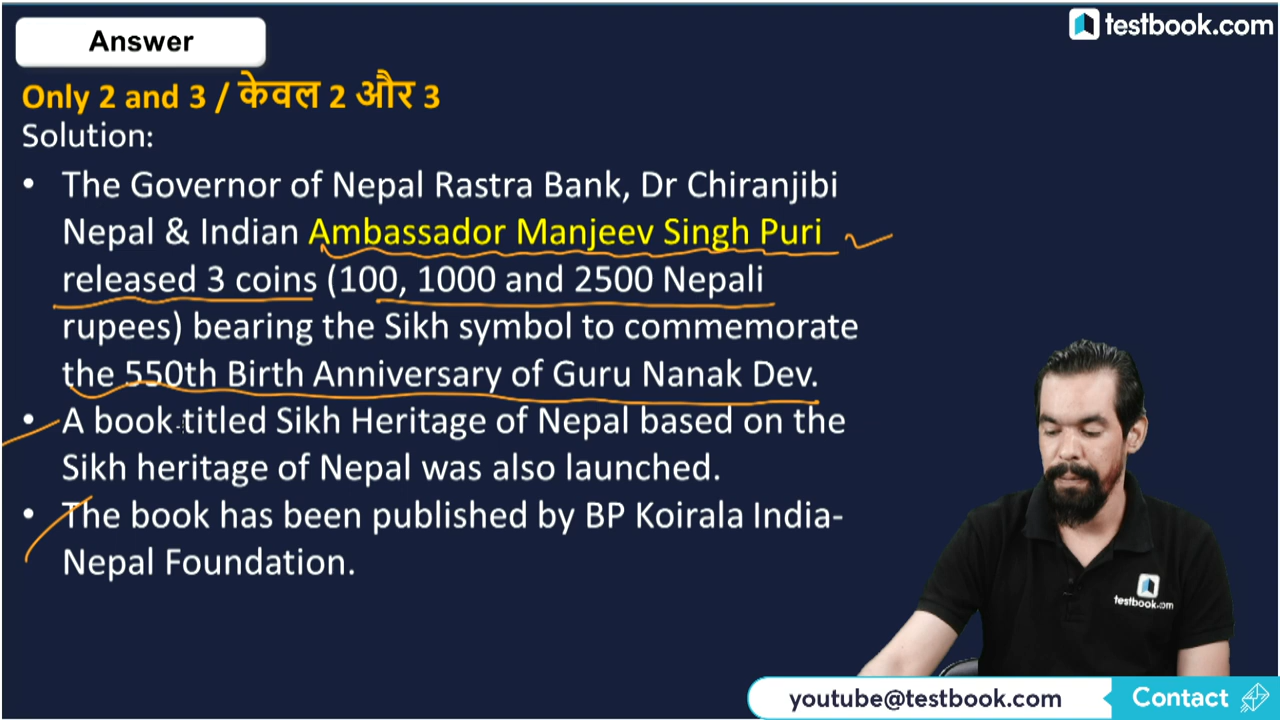 Answer
testbook.com
Only 2 and 3 / केवल 2 और 3
Solution:
• The Governor of Nepal Rastra Bank, Dr Chiranjibi
Nepal & Indian Ambassador Manjeev Singh Puri
released 3 coins (100, 1000 and 2500 Nepali
rupees) bearing the Sikh symbol to commemorate
the 550th Birth Anniversary of Guru Nanak Dev.
• A book titled Sikh Heritage of Nepal based on the
Sikh heritage of Nepal was also launched.
• The book has been published by BP Koirala India-
Nepal Foundation.
testbook.com
youtube@testbook.com
Contact